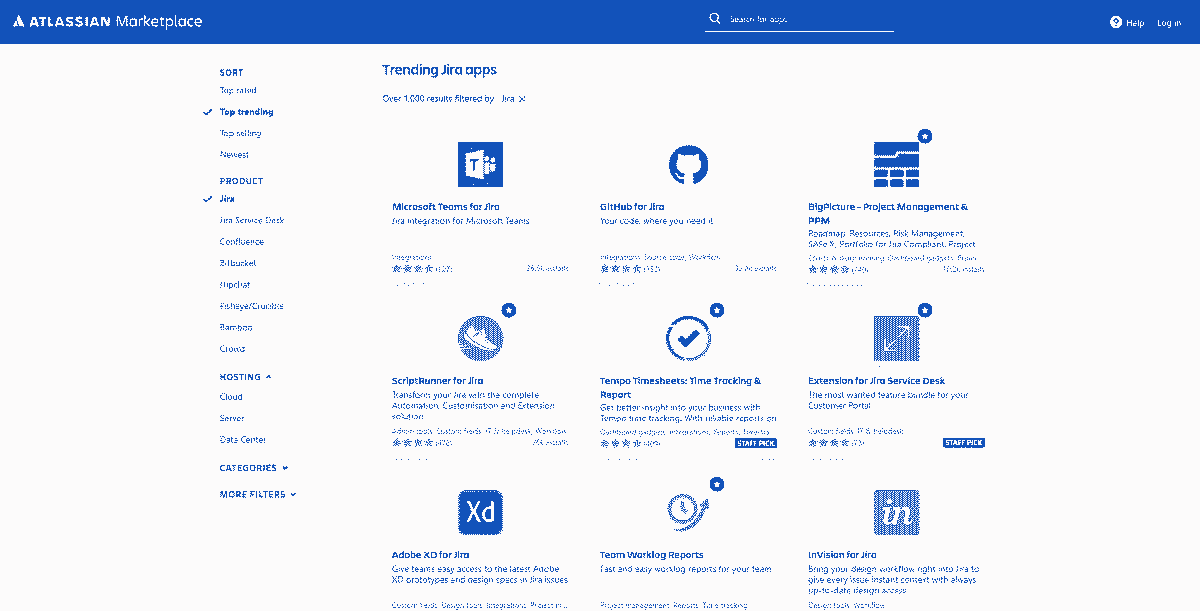 ATLASSIAN Marketplace
Search for apps
Help
Log in
SORT
Top rated
Top trending
Top selling
Newest
PRODUCT
Jira
Jira Service Desk
Confluence
Bitbucket
Hipchat
Fisheye/Crucible
Bamboo
Crowd
HOSTING
Cloud
Server
Data Center
CATEGORIES
MORE FILTERS
Trending Jira apps
Over 1,000 results filtered by Jira
Microsoft Teams for Jira
Jira Integration for Microsoft Teams
Integrations
GitHub for Jira
Your code, where you need it
Integrations, Source code, Workflow
BigPicture - Project Management &
PPM
Roadmap, Resources, Risk Management,
SAFe®, Portfolio for Jira Compliant, Project
Dashboard gadgets
ScriptRunner for Jira
Transform your Jira with the complete
Automation, Customisation and Extension
solution
Admin tools, Custom fields, IT & helpdesk, Workflow
Tempo Timesheets: Time Tracking &
Report
Get better insight into your business with
Tempo time tracking. With reliable reports on
Dashboard gadgets, Integrations, Reports
STAFF PICK
Extension for Jira Service Desk
The most wanted feature bundle for your
Customer Portal
Custom fields, IT & helpdesk
STAFF PICK
Xd
Adobe XD for Jira
Give teams easy access to the latest Adobe
XD prototypes and design specs in Jira issues
Custom fields, Design tools, Integrations, Project m...
Team Worklog Reports
Fast and easy worklog reports for your team
Project management, Reports, Time tracking
in
InVision for Jira
Bring your design workflow right into Jira to
give every issue instant context with always
up-to-date design access
Design tools, Workflow